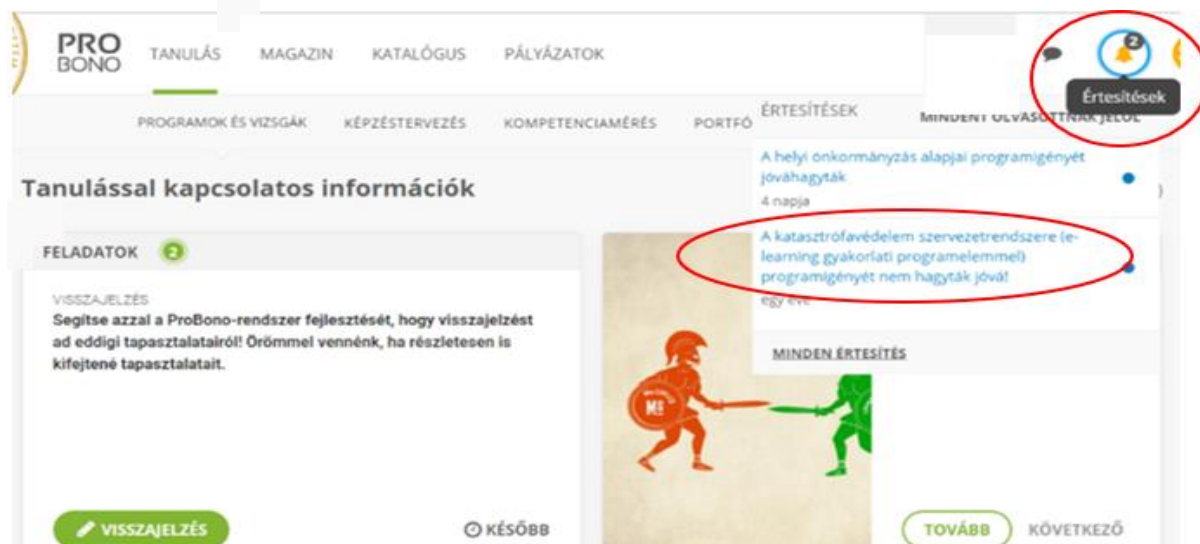 PRO
BONO
TANULÁS MAGAZIN KATALÓGUS PÁLYÁZATOK
2
Értesítések
PROGRAMOK ÉS VIZSGÁK KÉPZÉSTERVEZÉS KOMPETENCIAMÉRÉS PORTFÓ
ÉRTESÍTÉSEK MINDENT OLVASOTTNAK JELÖL
A helyi önkormányzás alapjai programigényét
jóváhagyták
4 napja
Tanulással kapcsolatos információk
A katasztrófavédelem szervezetrendszere (e-
learning gyakorlati programelemmel)
programigényét nem hagyták jóvá!
egy éve
MINDEN ÉRTESÍTÉS
FELADATOK 2
VISSZAJELZÉS
Segítse azzal a ProBono-rendszer fejlesztését, hogy visszajelzést
ad eddigi tapasztalatairól! Örömmel vennénk, ha részletesen is
kifejtené tapasztalatait.
VISSZAJELZÉS KÉSŐBB
TOVÁBB KÖVETKEZŐ